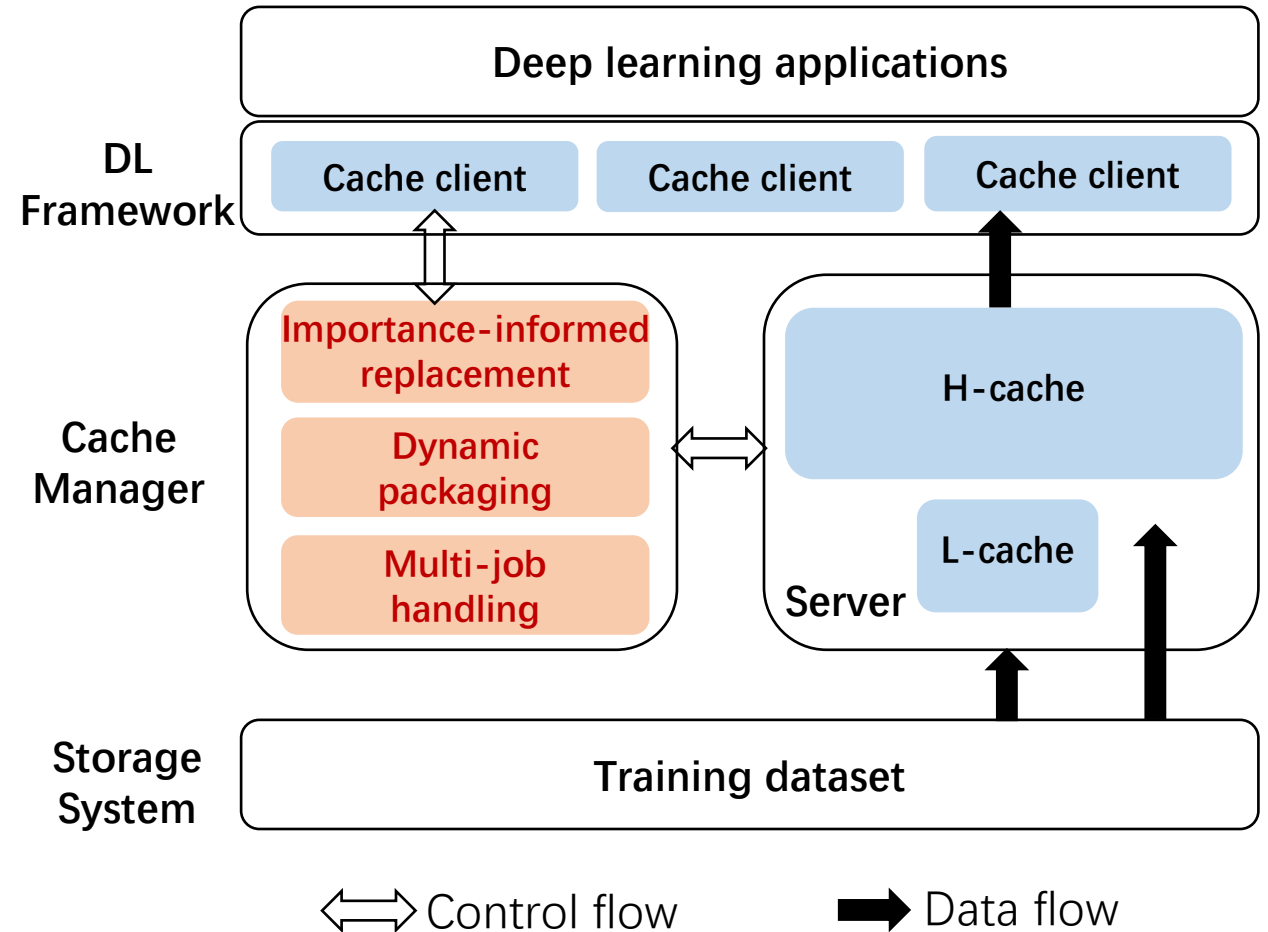 Deep learning applications
DL
Framework
Cache client
Cache client
Cache client
Cache
Manager
Importance-informed
replacement
Dynamic
packaging
Multi-job
handling
H-cache
L-cache
Server
Storage
System
Training dataset
Control flow
Data flow